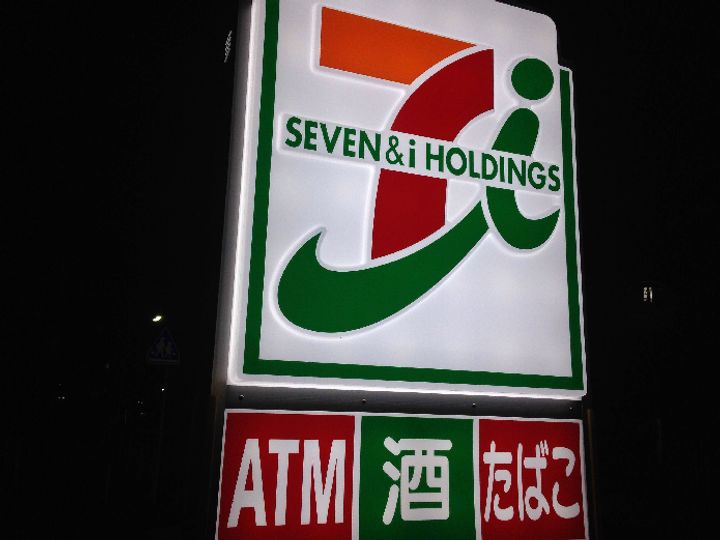 SEVEN&i HOLDINGS
ATM 酒 たばこ